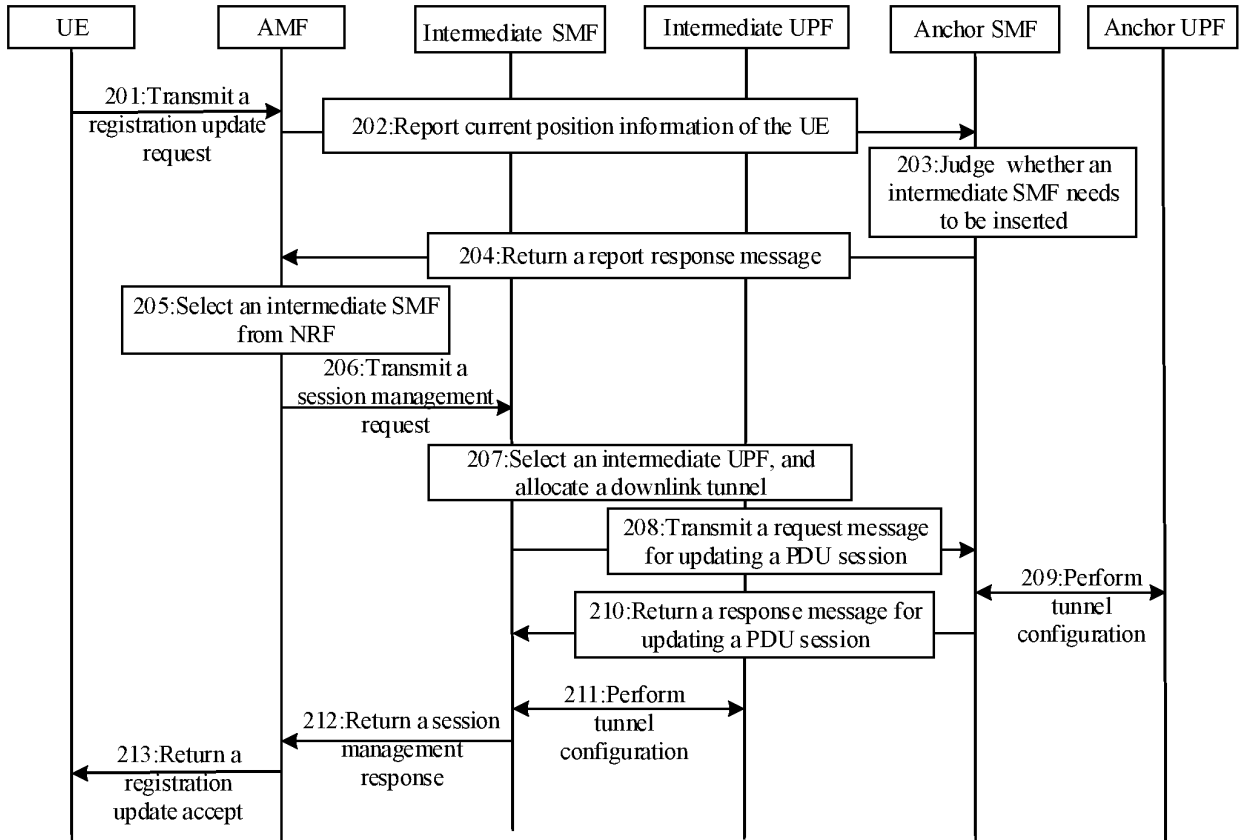 UE
AMF
Intermediate SMF
Intermediate UPF
Anchor SMF
Anchor UPF
201:Transmit a
registration update
request
202:Report current position information of the UE
203:Judge whether an
intermediate SMF needs
to be inserted
204:Return a report response message
205:Select an intermediate SMF
from NRF
206:Transmit a
session management
request
207:Select an intermediate UPF, and
allocate a downlink tunnel
208:Transmit a request message
for updating a PDU session
209:Perform
tunnel
configuration
210:Return a response message for
updating a PDU session
211:Perform
tunnel
configuration
212:Return a session
management
response
213:Return a
registration
update accept